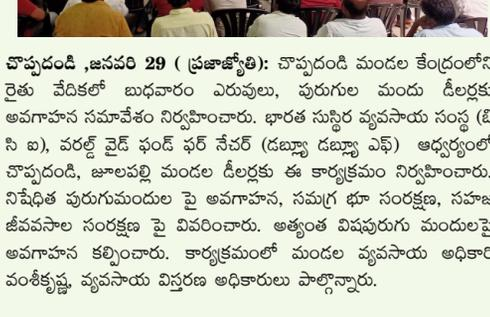 చొప్పదండి ,జనవరి 29 ( ప్రజాజ్యోతి): చొప్పదండి మండల కేంద్రంలోని
రైతు వేదికలో బుధవారం ఎరువులు, పురుగుల మందు డీలర్లకు
అవగాహన సమావేశం నిర్వహించారు. భారత సుస్థిర వ్యవసాయ సంస్థ (బి
సి ఐ), వరల్డ్ వైడ్ ఫండ్ ఫర్ నేచర్ (డబ్ల్యూ డబ్ల్యూ ఎఫ్) ఆధ్వర్యంలో
చొప్పదండి, జూలపల్లి మండల డీలర్లకు ఈ కార్యక్రమం నిర్వహించారు.
నిషేధిత పురుగుమందుల పై అవగాహన, సమగ్ర భూ సంరక్షణ, సహజ
జీవవసాల సంరక్షణ పై వివరించారు. అత్యంత విషపురుగు మందులపై
అవగాహన కల్పించారు. కార్యక్రమంలో మండల వ్యవసాయ అధికారి
వంశీకృష్ణ, వ్యవసాయ విస్తరణ అధికారులు పాల్గొన్నారు.